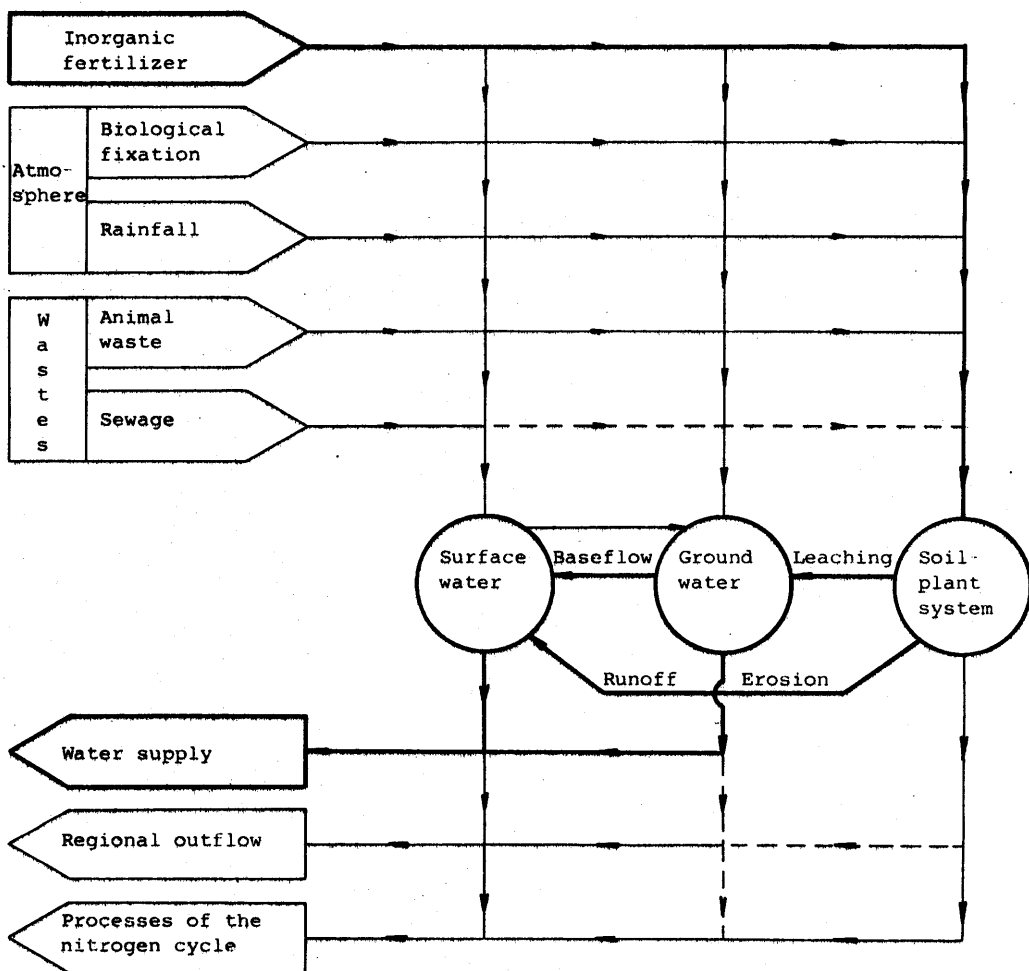 Inorganic
fertilizer
Atmo-
sphere
Biological
fixation
Rainfall
Wastes
Animal
waste
Sewage
Surface
water
Baseflow
Ground
water
Leaching
Soil-
plant
system
Runoff
Erosion
Water supply
Regional outflow
Processes of the
nitrogen cycle